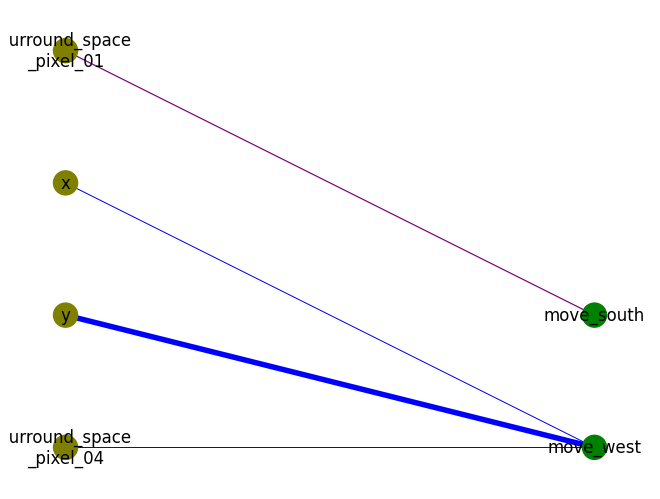 urround_space
_pixel_01
x
y
move_south
urround_space
_pixel_04
move_west